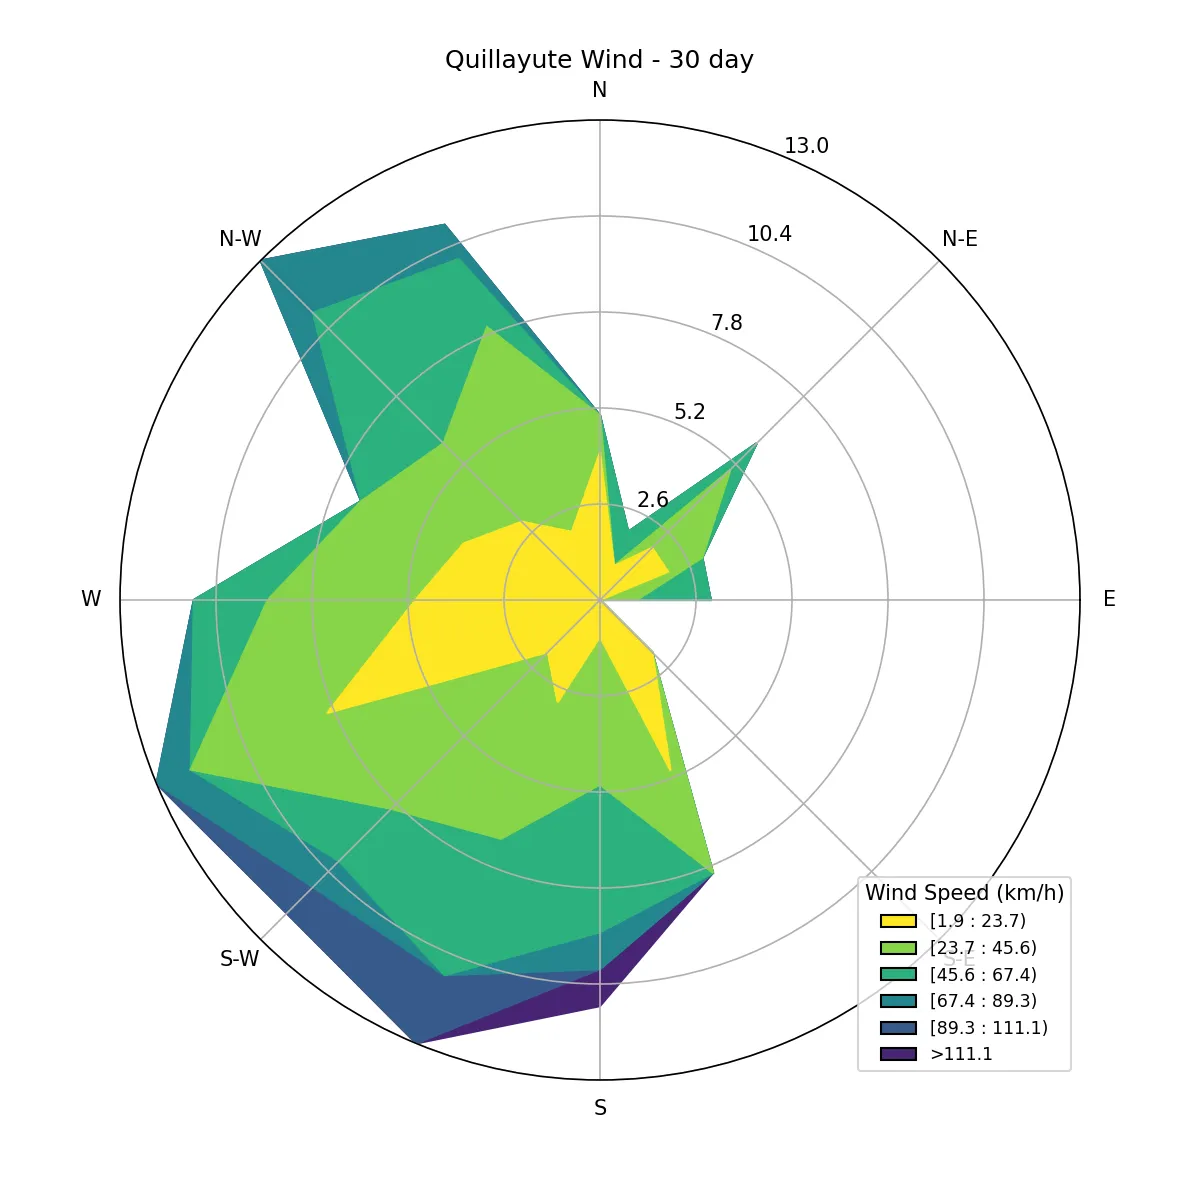 Quillayute Wind - 30 day
N
13.0
N-W
10.4
N-E
7.8
5.2
2.6
W
E
Wind Speed (km/h)
[1.9 : 23.7)
[23.7 : 45.6)
S-W
S-E
[45.6 : 67.4)
[67.4 : 89.3)
[89.3 : 111.1)
>111.1
S